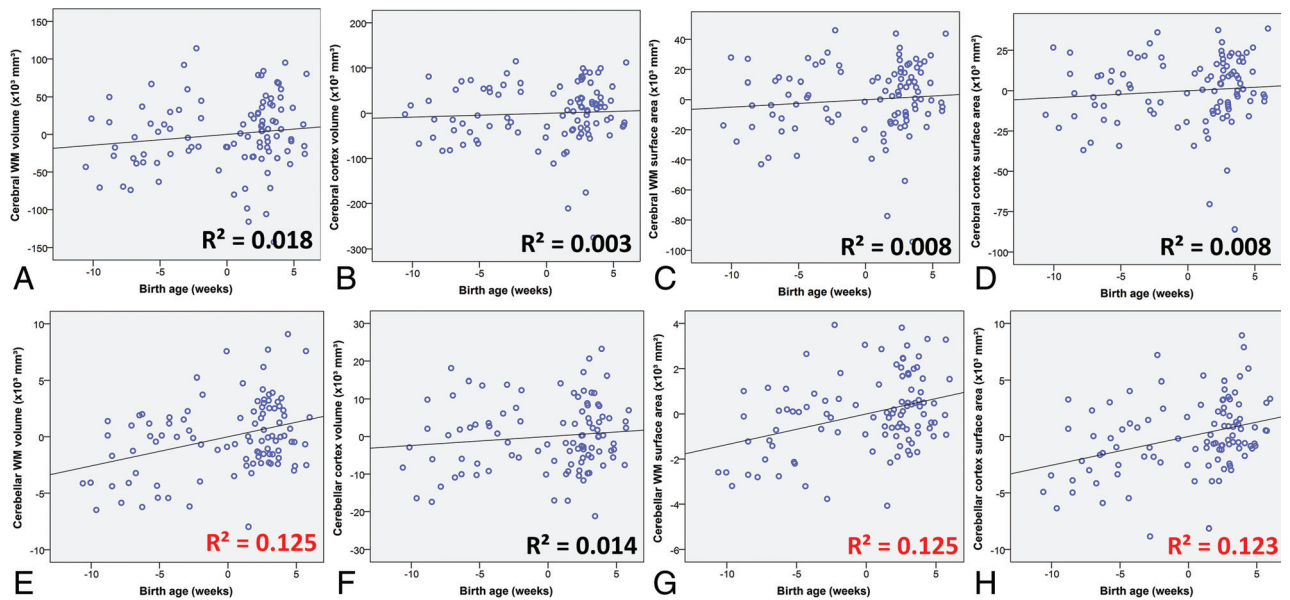 Cerebral WM volume (x10³ mm³)
150
100
50
0
-50
-100
-150
-10
-5
0
5
R² = 0.018
A
Birth age (weeks)
Cerebral cortex volume (x10³ mm³)
200
100
0
-100
-200
-300
-10
-5
0
5
R² = 0.003
B
Birth age (weeks)
Cerebral WM surface area (x10³ mm²)
60
40
20
0
-20
-40
-60
-80
-100
-10
-5
0
5
R² = 0.008
C
Birth age (weeks)
Cerebral cortex surface area (x10³ mm²)
50
25
0
-25
-50
-75
-100
-10
-5
0
5
R² = 0.008
D
Birth age (weeks)
Cerebellar WM volume (x10³ mm³)
10
5
0
-5
-10
-10
-5
0
5
R² = 0.125
E
Birth age (weeks)
Cerebellar cortex volume (x10³ mm³)
30
20
10
0
-10
-20
-30
-10
-5
0
5
R² = 0.014
F
Birth age (weeks)
Cerebellar WM surface area (x10³ mm²)
4
2
0
-2
-4
-6
-10
-5
0
5
R² = 0.125
G
Birth age (weeks)
Cerebellar cortex surface area (x10³ mm²)
10
5
0
-5
-10
-10
-5
0
5
R² = 0.123
H
Birth age (weeks)